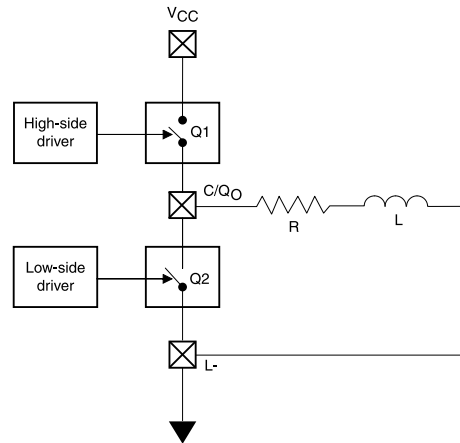 VCC
High-side
driver
Q1
C/QO
R
L
Low-side
driver
Q2
L-